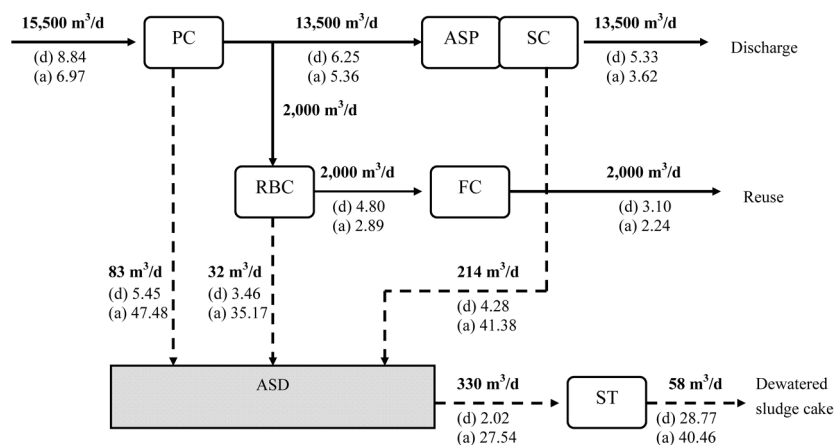 15,500 m³/d
(d) 8.84
(a) 6.97
PC
13,500 m³/d
(d) 6.25
(a) 5.36
ASP
SC
13,500 m³/d
(d) 5.33
(a) 3.62
Discharge
2,000 m³/d
RBC
2,000 m³/d
(d) 4.80
(a) 2.89
FC
2,000 m³/d
(d) 3.10
(a) 2.24
Reuse
83 m³/d
(d) 5.45
(a) 47.48
32 m³/d
(d) 3.46
(a) 35.17
214 m³/d
(d) 4.28
(a) 41.38
ASD
330 m³/d
(d) 2.02
(a) 27.54
ST
58 m³/d
(d) 28.77
(a) 40.46
Dewatered
sludge cake